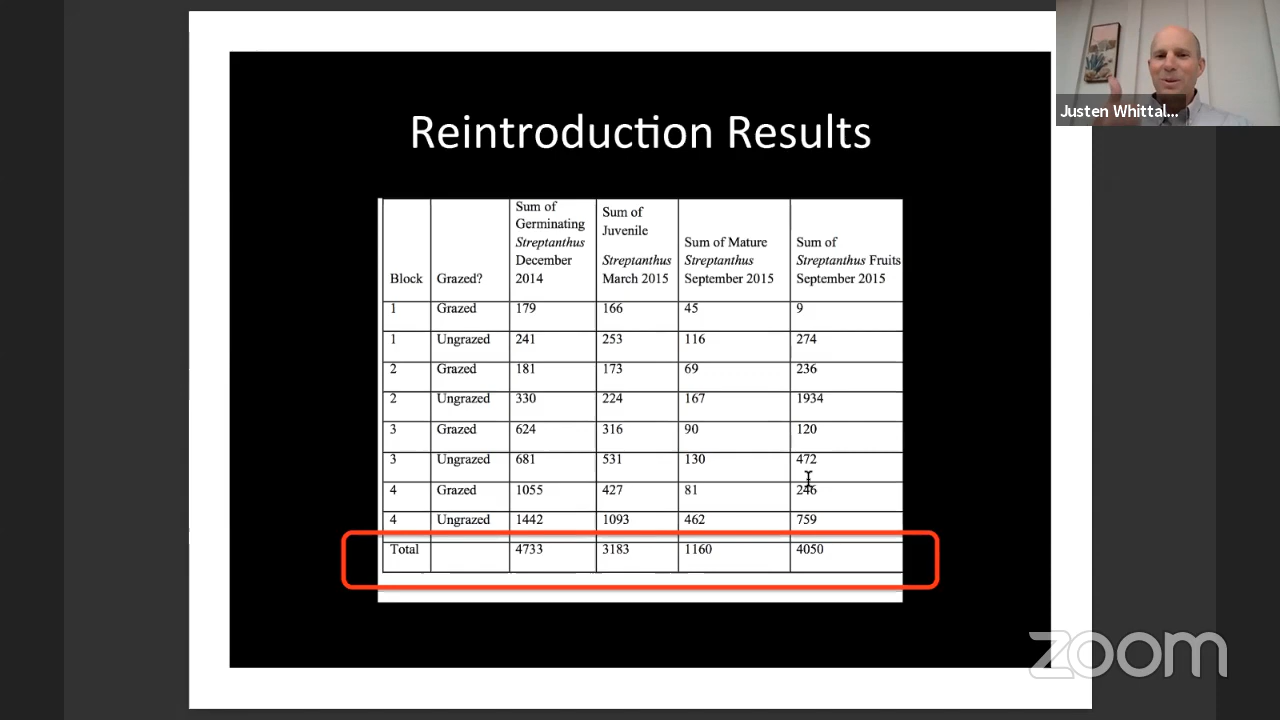 Justen Whittal...
Reintroduction Results
Block
Grazed?
Sum of
Germinating
Streptanthus
December
2014
Sum of
Juvenile
Streptanthus
March 2015
Sum of Mature
Streptanthus
September 2015
Sum of
Streptanthus Fruits
September 2015
1 Grazed 179 166 45 9
1 Ungrazed 241 253 116 274
2 Grazed 181 173 69 236
2 Ungrazed 330 224 167 1934
3 Grazed 624 316 90 120
3 Ungrazed 681 531 130 472
4 Grazed 1055 427 81 246
4 Ungrazed 1442 1093 462 759
Total 4733 3183 1160 4050
zoom